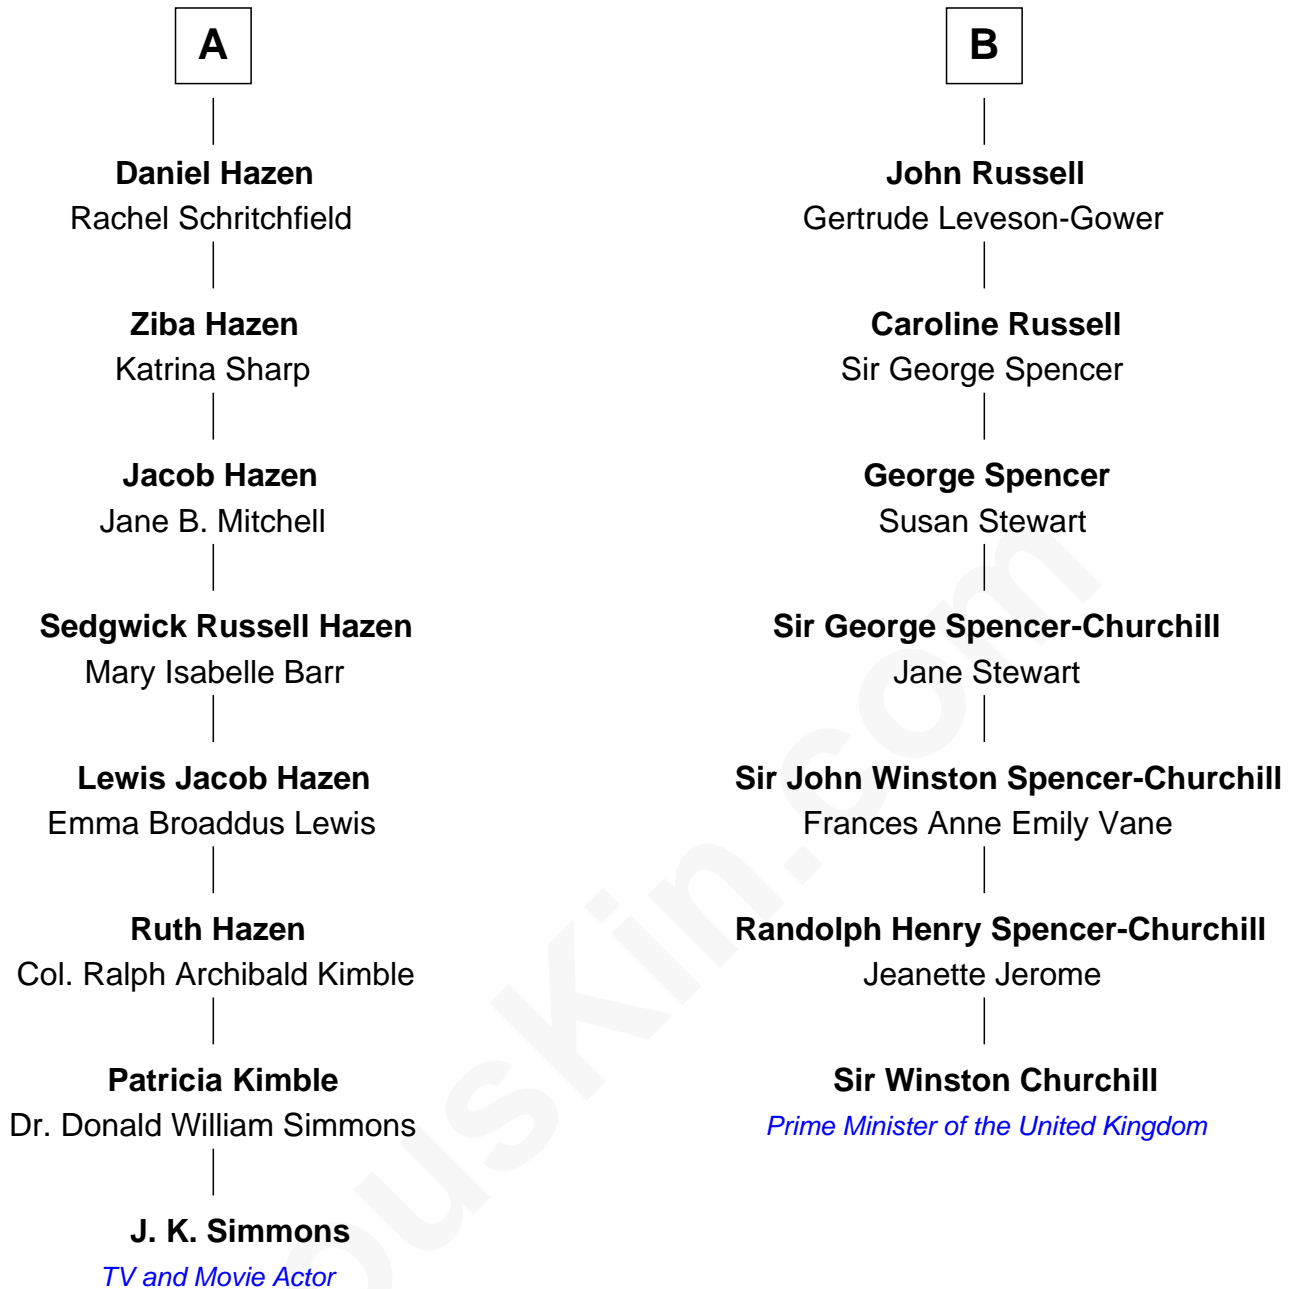 A
Daniel Hazen
Rachel Schritchfield
Ziba Hazen
Katrina Sharp
Jacob Hazen
Jane B. Mitchell
Sedgwick Russell Hazen
Mary Isabelle Barr
Lewis Jacob Hazen
Emma Broaddus Lewis
Ruth Hazen
Col. Ralph Archibald Kimble
Patricia Kimble
Dr. Donald William Simmons
J. K. Simmons
TV and Movie Actor
B
John Russell
Gertrude Leveson-Gower
Caroline Russell
Sir George Spencer
George Spencer
Susan Stewart
Sir George Spencer-Churchill
Jane Stewart
Sir John Winston Spencer-Churchill
Frances Anne Emily Vane
Randolph Henry Spencer-Churchill
Jeanette Jerome
Sir Winston Churchill
Prime Minister of the United Kingdom
ousKin.com